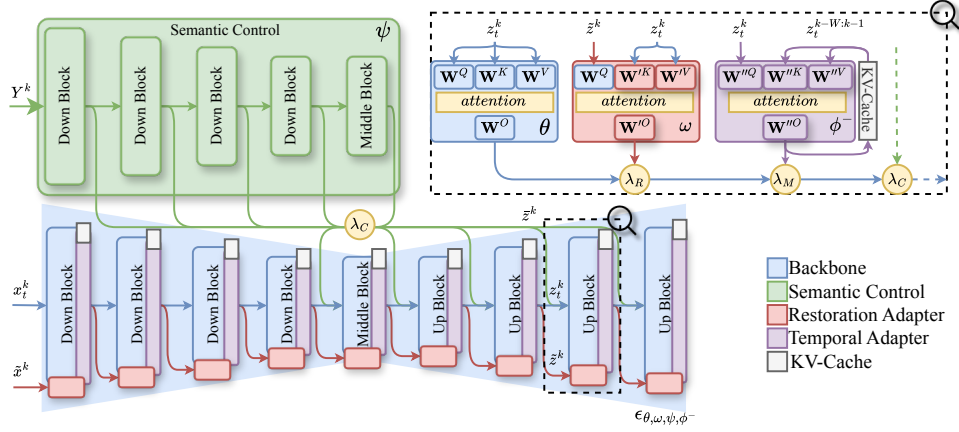 Semantic Control ψ
Y^k
Down Block
Down Block
Down Block
Down Block
Middle Block
z_t^k
z̃^k
z_t^k
z_t^k
z_t^{k-W:k-1}
W^Q W^K W^V
attention
W^O
θ
W^Q W'^K W'^V
attention
W'^O
ω
W''^Q W''^K W''^V
attention
W''^O
ϕ^-
KV-Cache
λ_R
λ_M
λ_C
λ_C
z̄^k
x_t^k
x̃^k
Down Block
Down Block
Down Block
Down Block
Middle Block
Up Block
Up Block
z_t^k
z̃^k
Up Block
Up Block
ϵ_{θ,ω,ψ,ϕ^-}
Backbone
Semantic Control
Restoration Adapter
Temporal Adapter
KV-Cache